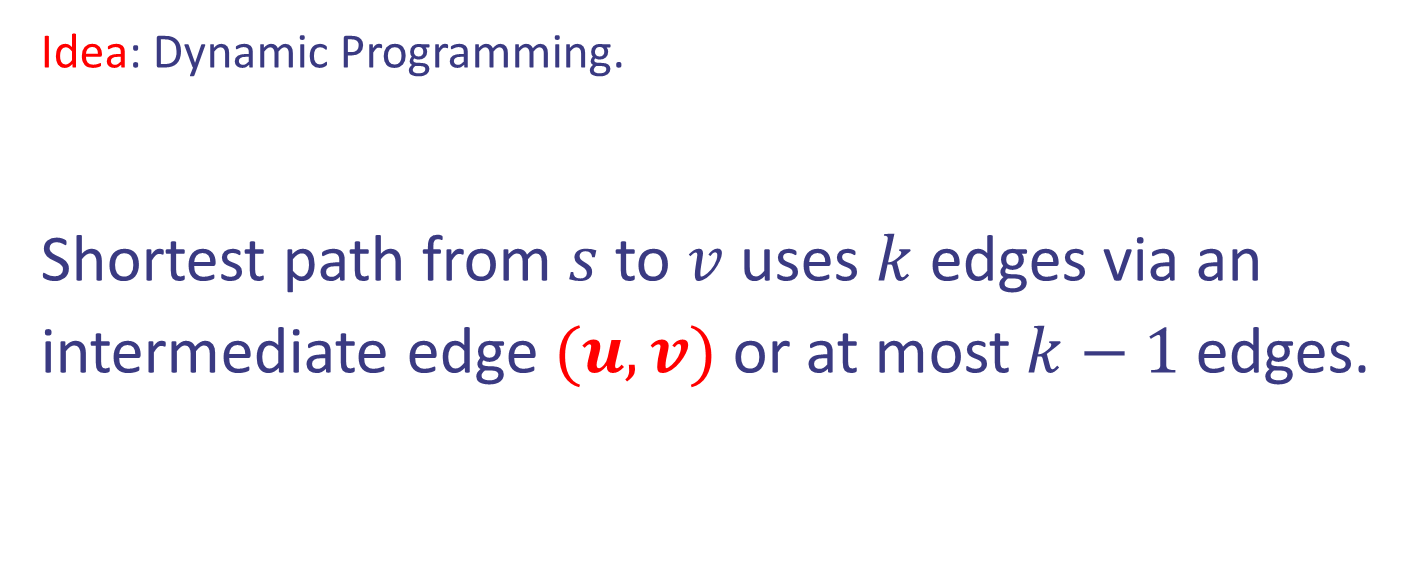 Idea: Dynamic Programming.
Shortest path from s to v uses k edges via an
intermediate edge (u, v) or at most k − 1 edges.